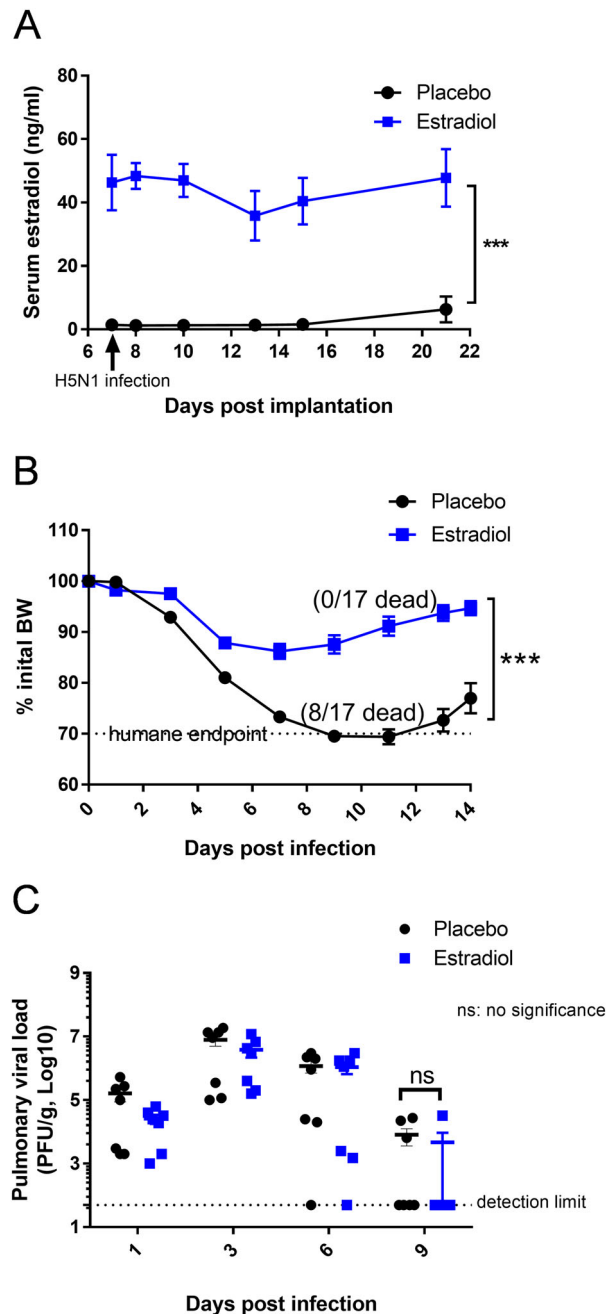 A
Placebo
Estradiol
Serum estradiol (ng/ml)
80
60
40
20
0
***
6 8 10 12 14 16 18 20 22
H5N1 infection
Days post implantation
B
Placebo
Estradiol
% inital BW
110
100
90
80
70
60
(0/17 dead)
(8/17 dead)
humane endpoint
***
0 2 4 6 8 10 12 14
Days post infection
C
Placebo
Estradiol
ns: no significance
Pulmonary viral load
(PFU/g, Log10)
9
7
5
3
1
ns
detection limit
1 3 6 9
Days post infection